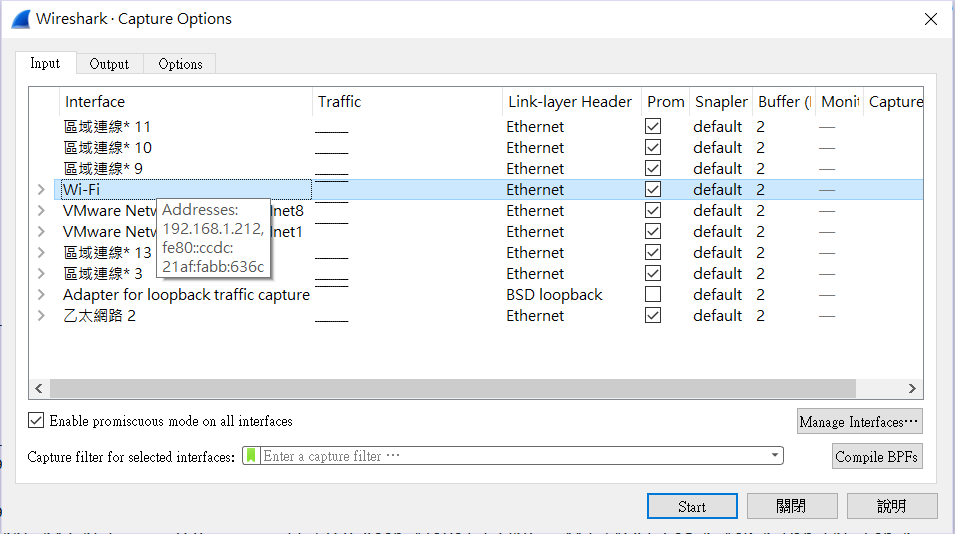 Wireshark · Capture Options
Input Output Options
Interface Traffic Link-layer Header Prom Snapler Buffer ( Monit Capture
區域連線* 11 Ethernet default 2 —
區域連線* 10 Ethernet default 2 —
區域連線* 9 Ethernet default 2 —
Wi-Fi Ethernet default 2 —
VMware Netw lnet8 Ethernet default 2 —
VMware Netw lnet1 Ethernet default 2 —
區域連線* 13 Ethernet default 2 —
區域連線* 3 Ethernet default 2 —
Adapter for loopback traffic capture BSD loopback default 2 —
乙太網路 2 Ethernet default 2 —
Addresses:
192.168.1.212,
fe80::ccdc:
21af:fabb:636c
Enable promiscuous mode on all interfaces
Manage Interfaces…
Capture filter for selected interfaces: Enter a capture filter …
Compile BPFs
Start 關閉 說明